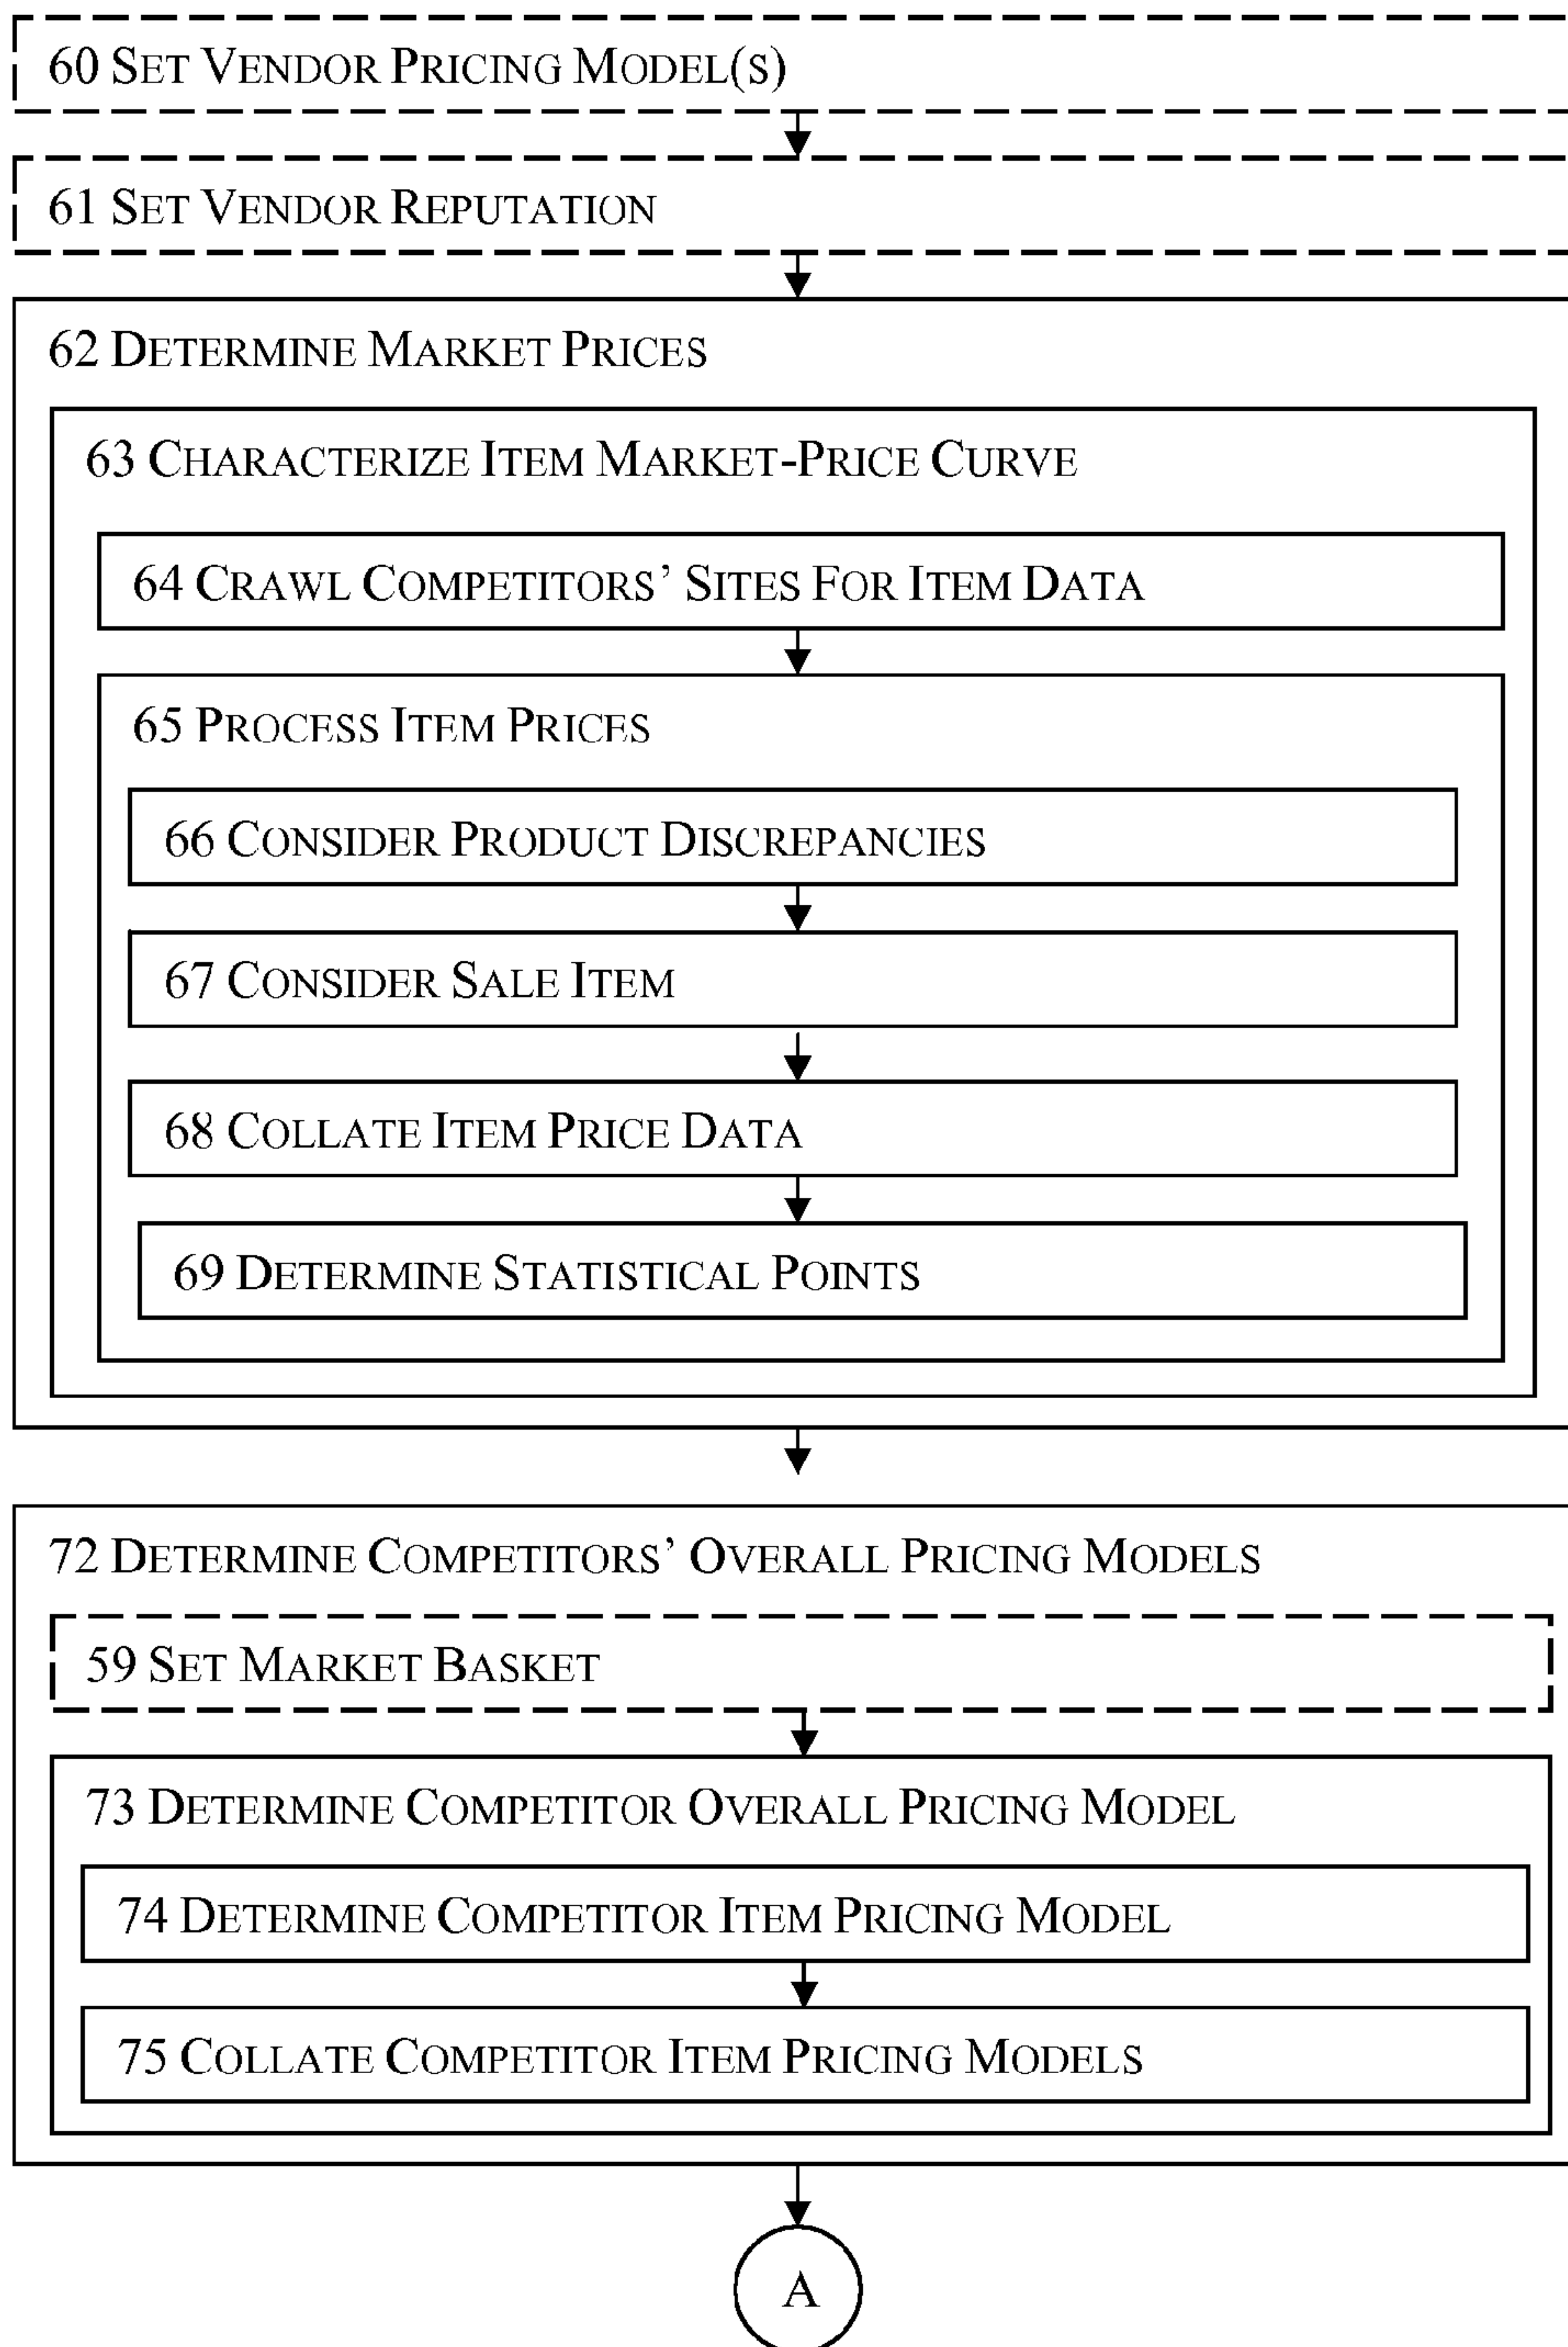 60 SET VENDOR PRICING MODEL(S)
61 SET VENDOR REPUTATION
62 DETERMINE MARKET PRICES
63 CHARACTERIZE ITEM MARKET-PRICE CURVE
64 CRAWL COMPETITORS’ SITES FOR ITEM DATA
65 PROCESS ITEM PRICES
66 CONSIDER PRODUCT DISCREPANCIES
67 CONSIDER SALE ITEM
68 COLLATE ITEM PRICE DATA
69 DETERMINE STATISTICAL POINTS
72 DETERMINE COMPETITORS’ OVERALL PRICING MODELS
59 SET MARKET BASKET
73 DETERMINE COMPETITOR OVERALL PRICING MODEL
74 DETERMINE COMPETITOR ITEM PRICING MODEL
75 COLLATE COMPETITOR ITEM PRICING MODELS
A